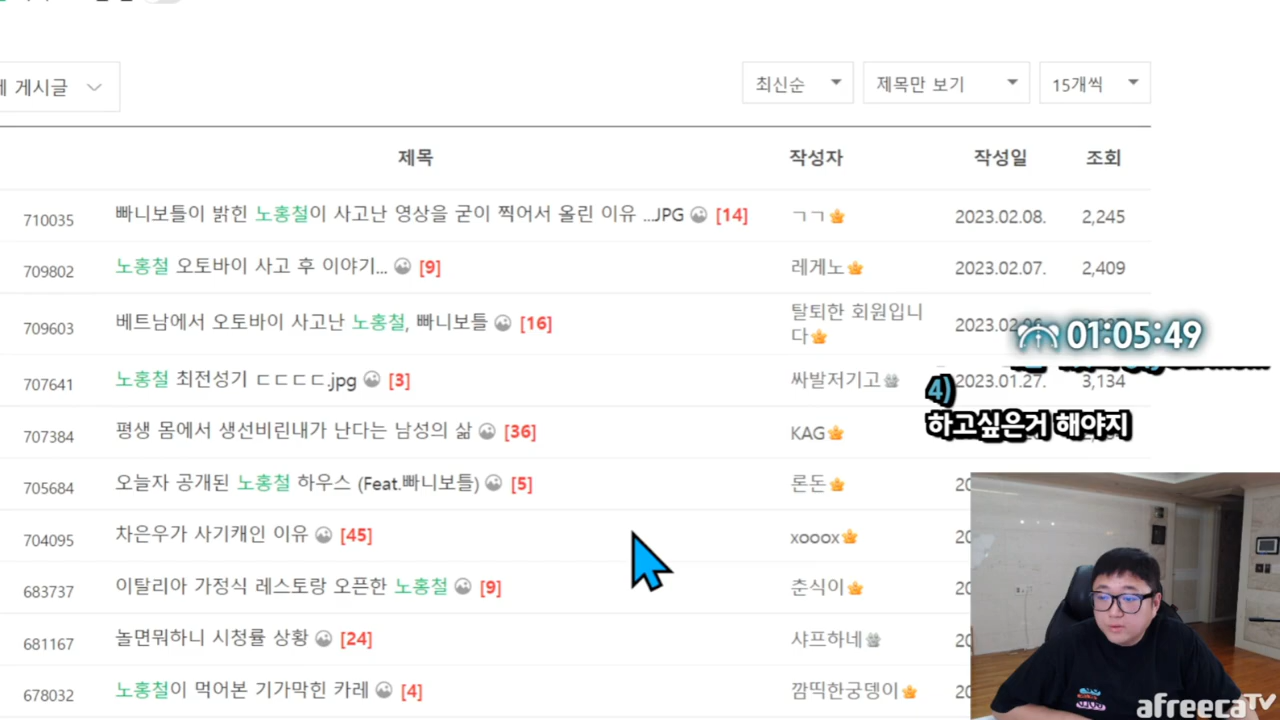 게시글
최신순 제목만 보기 15개씩
제목 작성자 작성일 조회
710035 빠니보틀이 밝힌 노홍철이 사고난 영상을 굳이 찍어서 올린 이유 ...JPG [14] ㄱㄱ 2023.02.08. 2,245
709802 노홍철 오토바이 사고 후 이야기... [9] 레게노 2023.02.07. 2,409
709603 베트남에서 오토바이 사고난 노홍철, 빠니보틀 [16] 탈퇴한 회원입니
다
01:05:49
707641 노홍철 최전성기 ㄷㄷㄷㄷ.jpg [3] 싸발저기고 2023.01.27. 3,134
4)
하고싶은거 해야지
707384 평생 몸에서 생선비린내가 난다는 남성의 삶 [36] KAG
705684 오늘자 공개된 노홍철 하우스 (Feat.빠니보틀) [5] 론돈
704095 차은우가 사기캐인 이유 [45] xooox
683737 이탈리아 가정식 레스토랑 오픈한 노홍철 [9] 춘식이
681167 놀면뭐하니 시청률 상황 [24] 샤프하네
678032 노홍철이 먹어본 기가막힌 카레 [4] 깜띡한궁뎅이
afreecaTV